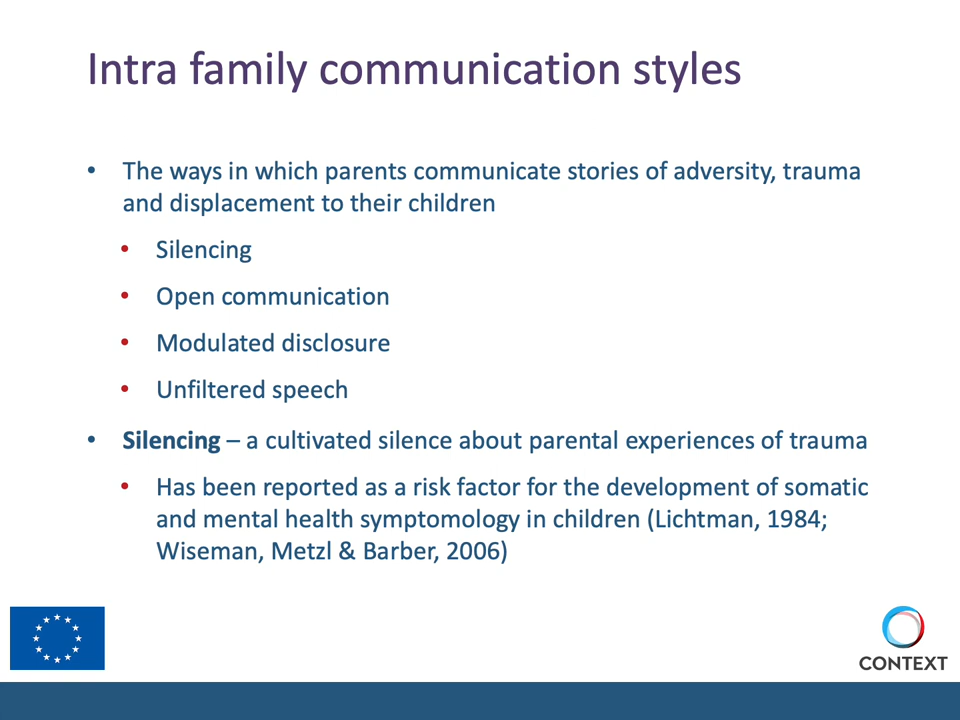 Intra family communication styles
• The ways in which parents communicate stories of adversity, trauma
and displacement to their children
• Silencing
• Open communication
• Modulated disclosure
• Unfiltered speech
• Silencing – a cultivated silence about parental experiences of trauma
• Has been reported as a risk factor for the development of somatic
and mental health symptomology in children (Lichtman, 1984;
Wiseman, Metzl & Barber, 2006)
CONTEXT